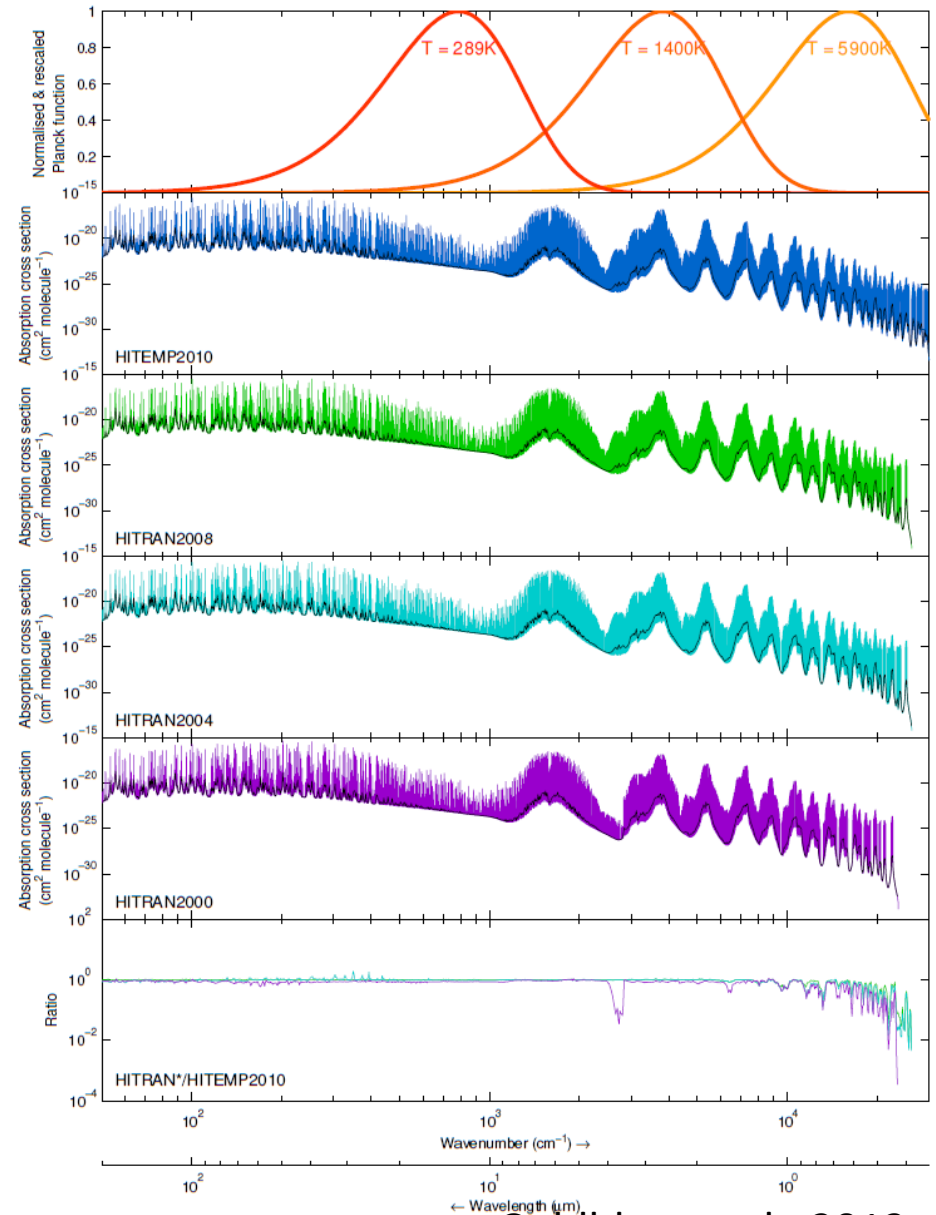 1
0.8
0.6
0.4
0.2
Normalised & rescaled
Planck function
T = 289K
T = 1400K
T = 5900K
10⁻¹⁵
10⁻²⁰
10⁻²⁵
10⁻³⁰
Absorption cross section
(cm² molecule⁻¹)
HITEMP2010
10⁻¹⁵
10⁻²⁰
10⁻²⁵
10⁻³⁰
Absorption cross section
(cm² molecule⁻¹)
HITRAN2008
10⁻¹⁵
10⁻²⁰
10⁻²⁵
10⁻³⁰
Absorption cross section
(cm² molecule⁻¹)
HITRAN2004
10⁻¹⁵
10⁻²⁰
10⁻²⁵
10⁻³⁰
Absorption cross section
(cm² molecule⁻¹)
HITRAN2000
10²
10⁰
10⁻²
10⁻⁴
Ratio
HITRAN*/HITEMP2010
10² 10³ 10⁴
Wavenumber (cm⁻¹) →
10² 10¹ 10⁰
← Wavelength (μm)